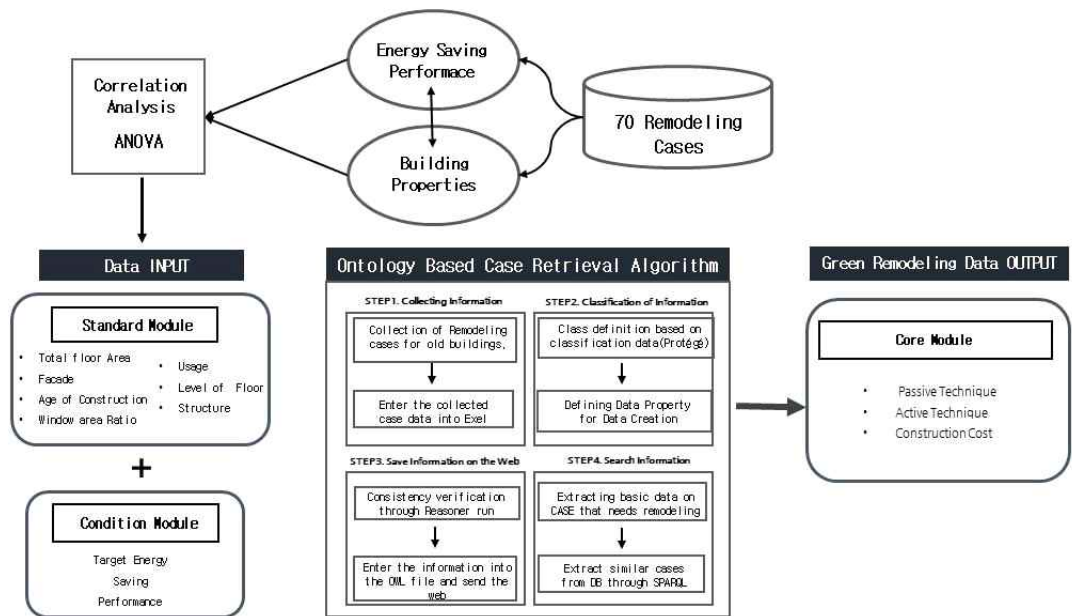 Energy Saving
Performace
Correlation
Analysis
ANOVA
70 Remodeling
Cases
Building
Properties
Data INPUT
Standard Module
• Total floor Area
• Facade
• Age of Construction
• Window area Ratio
• Usage
• Level of Floor
• Structure
+
Condition Module
Target Energy
Saving
Performance
Ontology Based Case Retrieval Algorithm
STEP1. Collecting Information
Collection of Remodeling
cases for old buildings.
Enter the collected
case data into Exel
STEP2. Classification of Information
Class definition based on
classification data(Protégé)
Defining Data Property
for Data Creation
STEP3. Save Information on the Web
Consistency verification
through Reasoner run
Enter the information into
the OWL file and send the
web
STEP4. Search Information
Extracting basic data on
CASE that needs remodeling
Extract similar cases
from DB through SPARQL
Green Remodeling Data OUTPUT
Core Module
• Passive Technique
• Active Technique
• Construction Cost